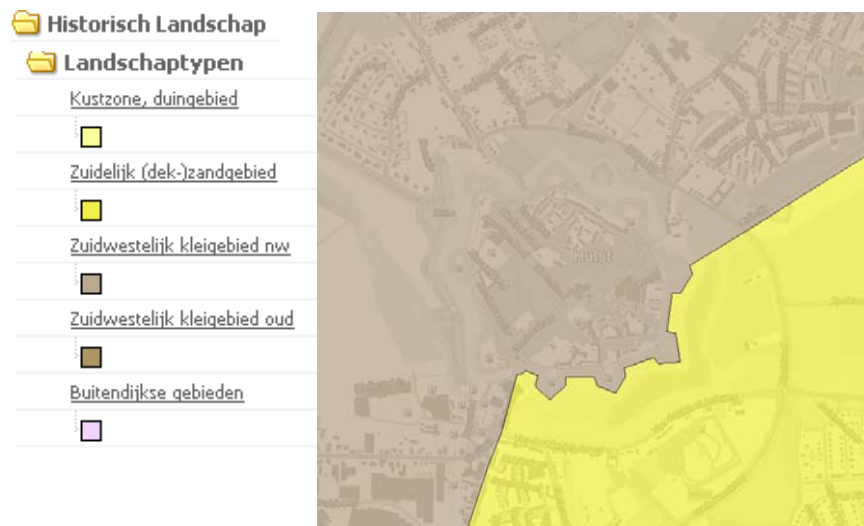 Historisch Landschap
Landschaptypen
Kustzone, duingebied
Zuidelijk (dek-)zandgebied
Zuidwestelijk kleigebied nw
Zuidwestelijk kleigebied oud
Buitendijkse gebieden
Hulst